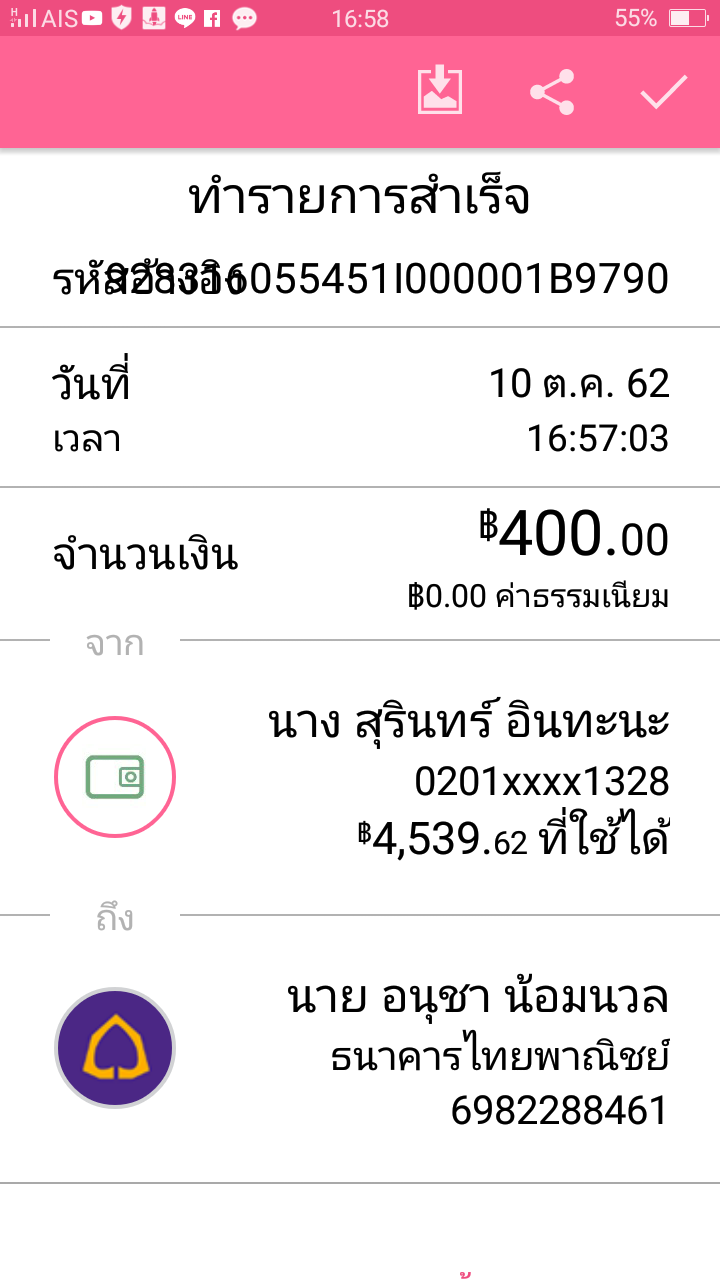 H AIS LINE 16:58 55%
ทำรายการสำเร็จ
รหัสอ้างอิง 928316055451I000001B9790
วันที่ 10 ต.ค. 62
เวลา 16:57:03
จำนวนเงิน ฿400.00
฿0.00 ค่าธรรมเนียม
จาก
นาง สุรินทร์ อินทะนะ
0201xxxx1328
฿4,539.62 ที่ใช้ได้
ถึง
นาย อนุชา น้อมนวล
ธนาคารไทยพาณิชย์
6982288461